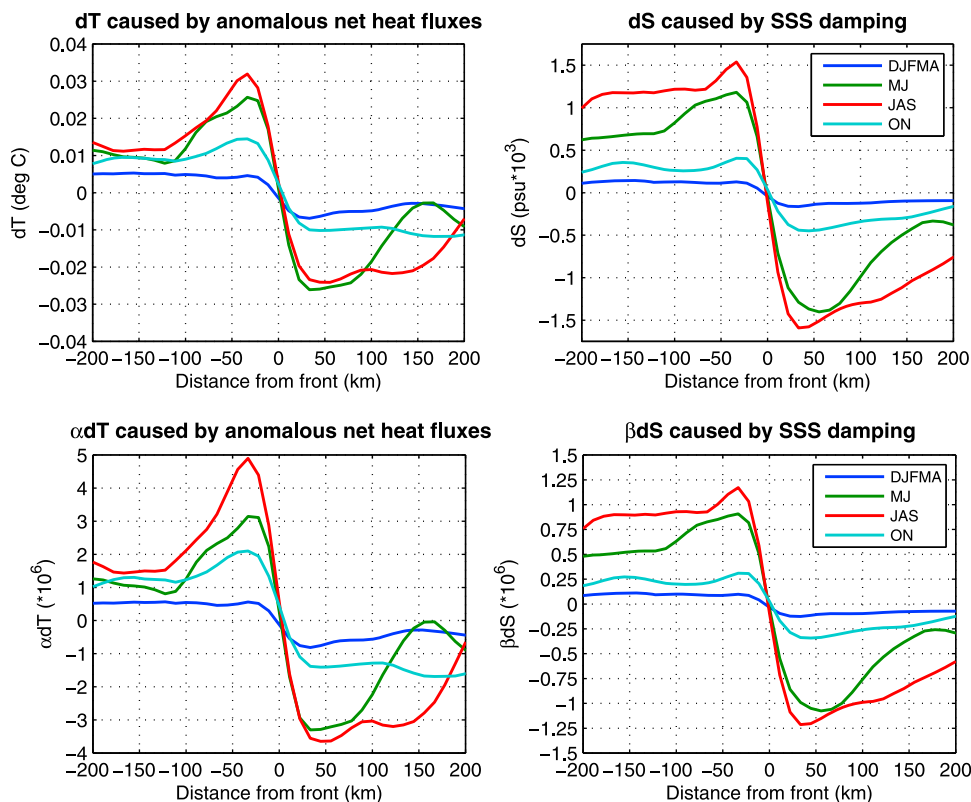 dT caused by anomalous net heat fluxes
0.04
0.03
0.02
0.01
0
−0.01
−0.02
−0.03
−0.04
dT (deg C)
−200 −150 −100 −50 0 50 100 150 200
Distance from front (km)
dS caused by SSS damping
1.5
1
0.5
0
−0.5
−1
−1.5
dS (psu*10^3)
DJFMA
MJ
JAS
ON
−200 −150 −100 −50 0 50 100 150 200
Distance from front (km)
αdT caused by anomalous net heat fluxes
5
4
3
2
1
0
−1
−2
−3
4
αdT (*10^6)
−200 −150 −100 −50 0 50 100 150 200
Distance from front (km)
βdS caused by SSS damping
1.5
1.25
1
0.75
0.5
0.25
0
−0.25
−0.5
−0.75
−1
−1.25
−1.5
βdS (*10^6)
DJFMA
MJ
JAS
ON
−200 −150 −100 −50 0 50 100 150 200
Distance from front (km)